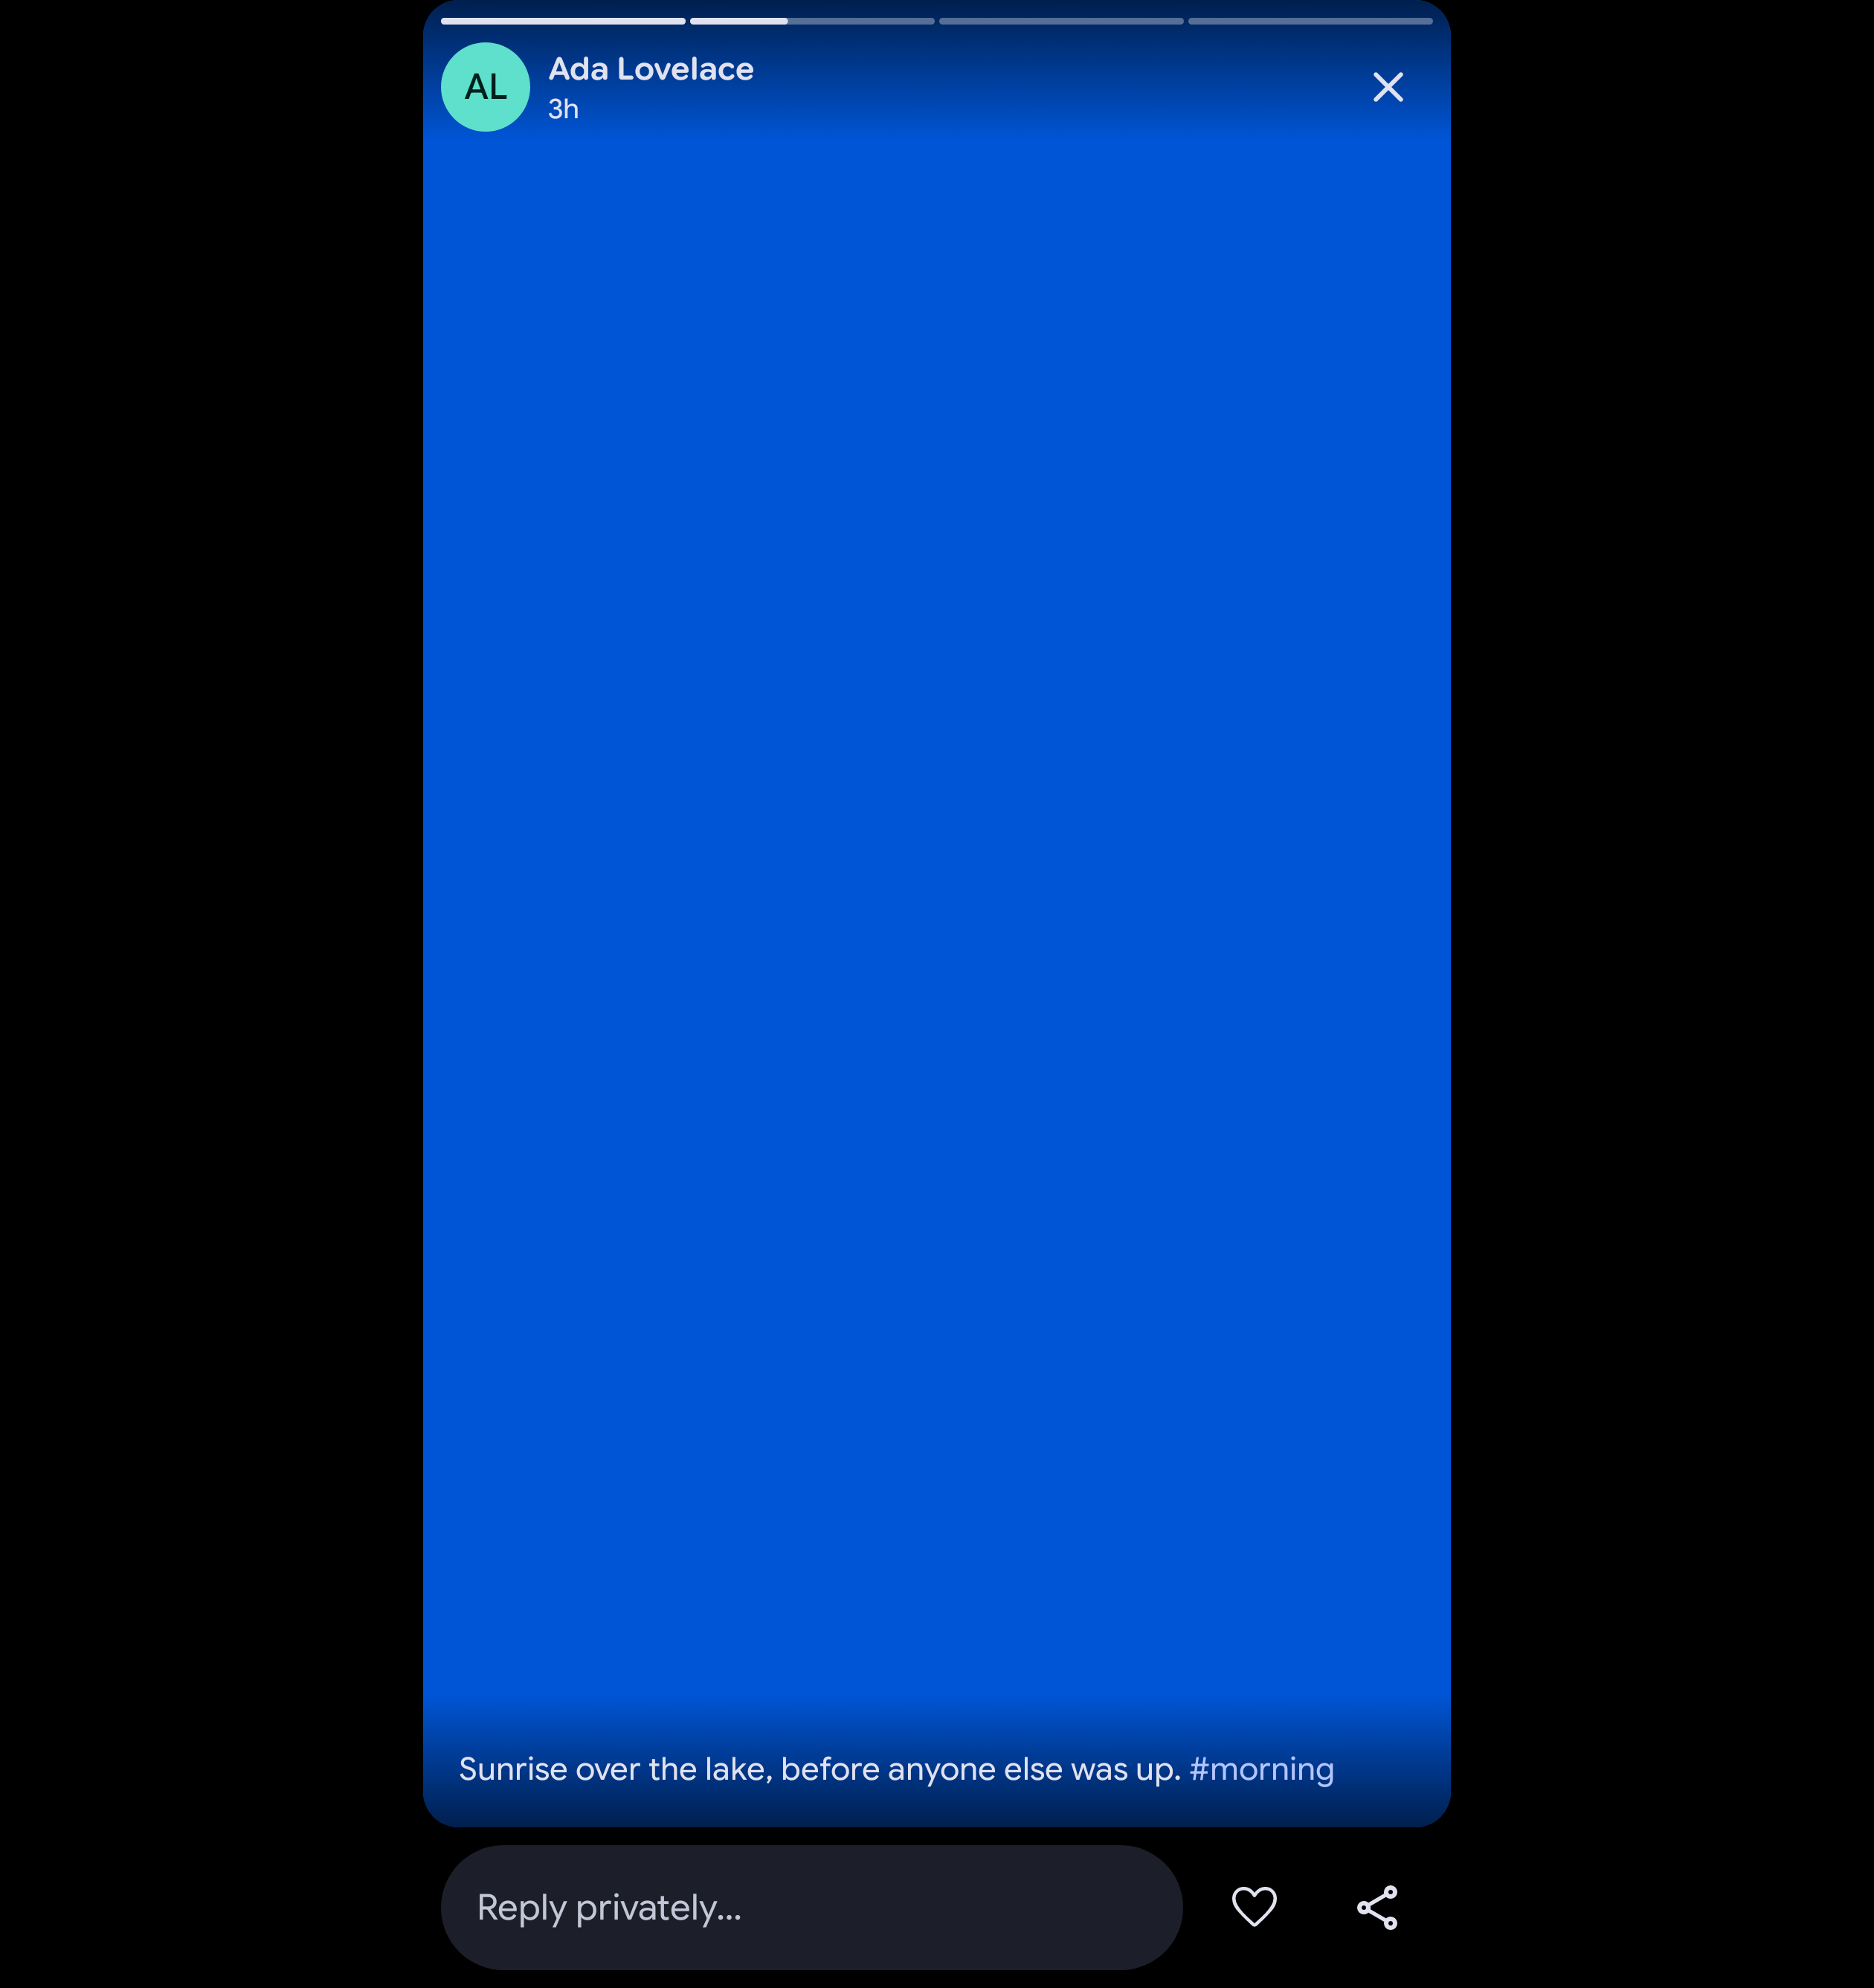 AL
Ada Lovelace
3h
Sunrise over the lake, before anyone else was up. #morning
Reply privately...